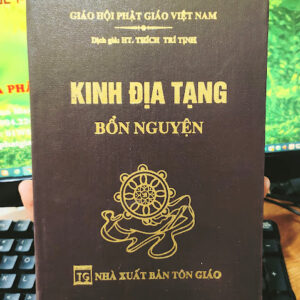 GIÁO HỘI PHẬT GIÁO VIỆT NAM
Dịch giả: HT. THÍCH TRÍ TỊNH
KINH ĐỊA TẠNG
BỔN NGUYỆN
TG NHÀ XUẤT BẢN TÔN GIÁO